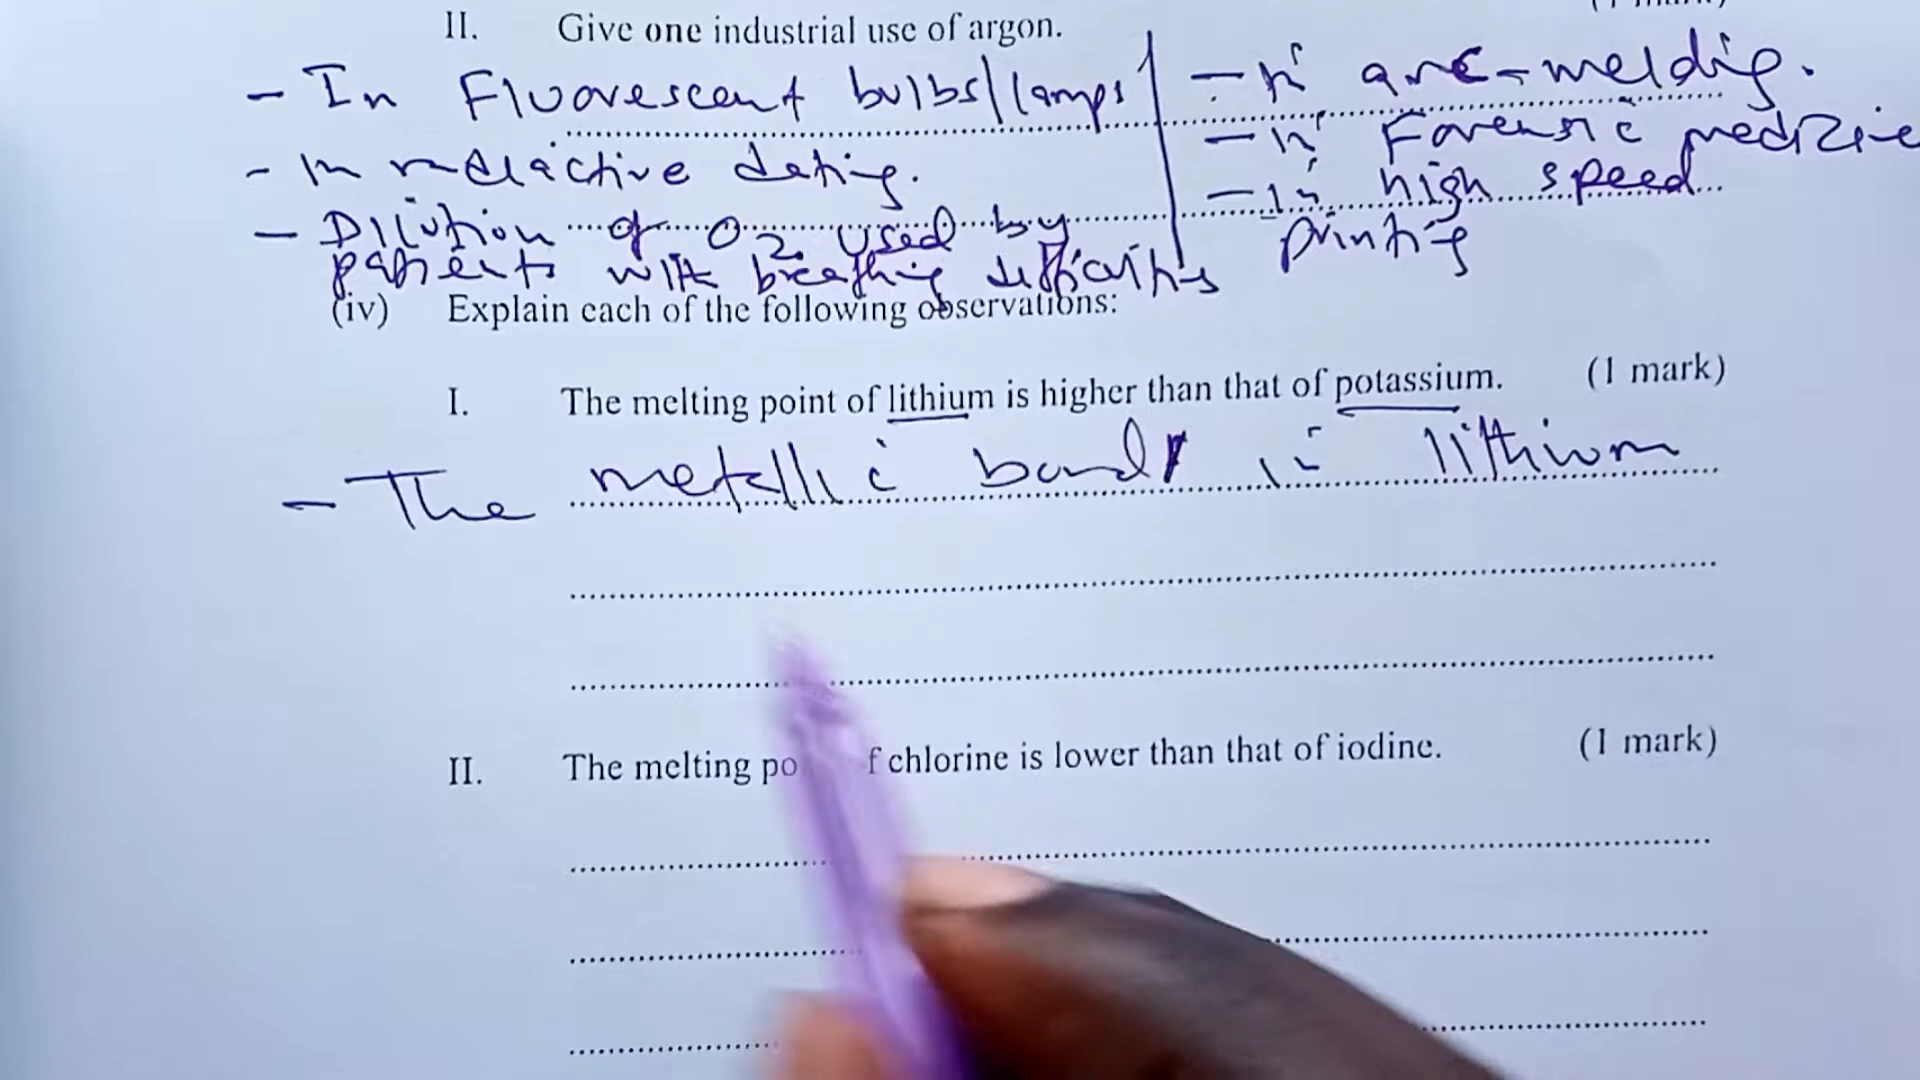 II. Give one industrial use of argon.
- In Fluorescent bulbs/lamps
- In radiactive dating.
- Dilution of O2 used by
patients with breathing difficulties
- In arc-welding.
- In Forensic medicine
- In high speed
printing
(iv) Explain each of the following observations:
I. The melting point of lithium is higher than that of potassium. (1 mark)
- The metallic bond in lithium
II. The melting po f chlorine is lower than that of iodine. (1 mark)